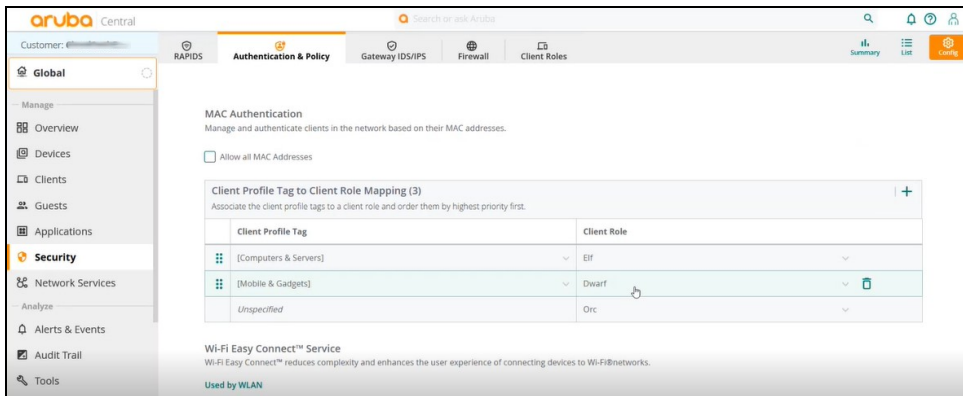 aruba Central
Search or ask Aruba
Customer:
RAPIDS
Authentication & Policy
Gateway IDS/IPS
Firewall
Client Roles
Summary
List
Config
Global
Manage
Overview
Devices
Clients
Guests
Applications
Security
Network Services
Analyze
Alerts & Events
Audit Trail
Tools
MAC Authentication
Manage and authenticate clients in the network based on their MAC addresses.
Allow all MAC Addresses
Client Profile Tag to Client Role Mapping (3)
Associate the client profile tags to a client role and order them by highest priority first.
Client Profile Tag Client Role
[Computers & Servers] Elf
[Mobile & Gadgets] Dwarf
Unspecified Orc
Wi-Fi Easy Connect™ Service
Wi-Fi Easy Connect™ reduces complexity and enhances the user experience of connecting devices to Wi-Fi®networks.
Used by WLAN